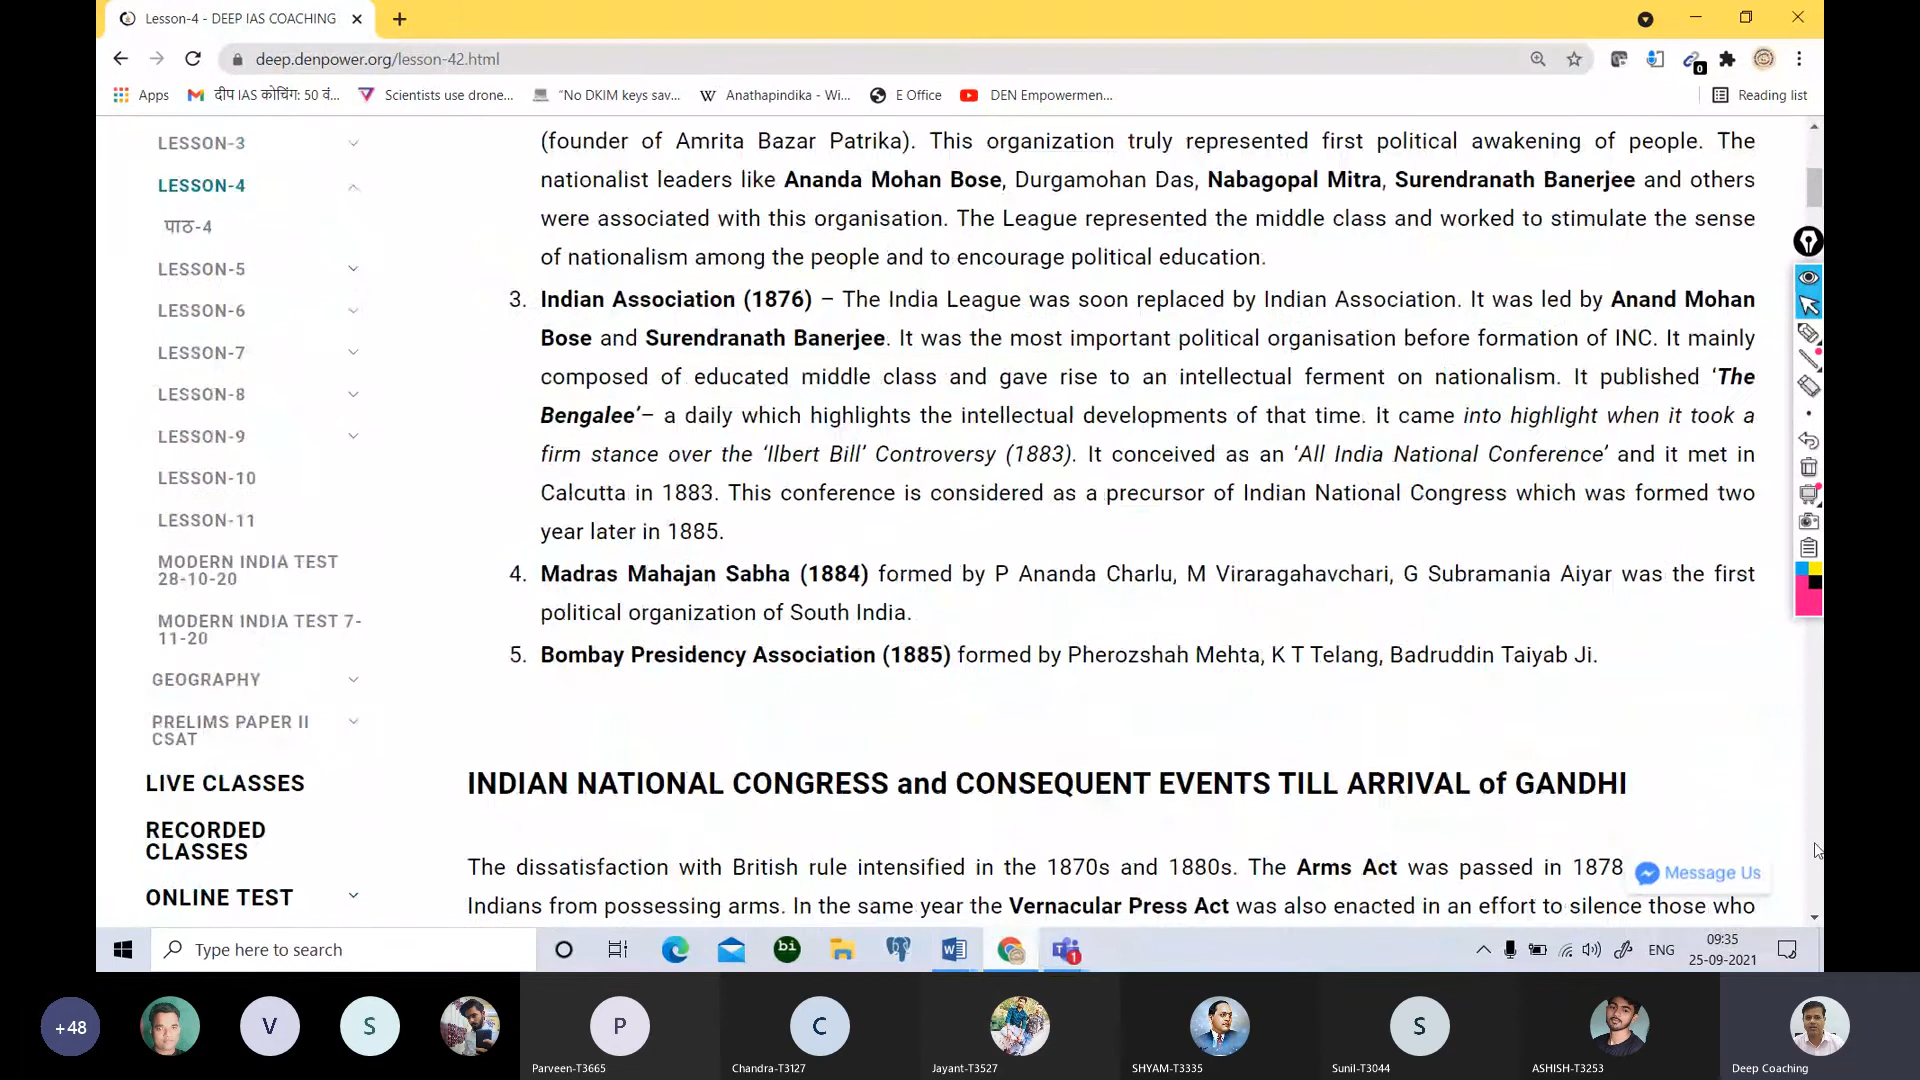 Lesson-4 - DEEP IAS COACHING
deep.denpower.org/lesson-42.html
0
Apps
दीप IAS कोचिंग: 50 वं...
Scientists use drone...
"No DKIM keys sav...
Anathapindika - Wi...
E Office
DEN Empowermen...
Reading list
LESSON-3
LESSON-4
पाठ-4
LESSON-5
LESSON-6
LESSON-7
LESSON-8
LESSON-9
LESSON-10
LESSON-11
MODERN INDIA TEST
28-10-20
MODERN INDIA TEST 7-
11-20
GEOGRAPHY
PRELIMS PAPER II
CSAT
LIVE CLASSES
RECORDED
CLASSES
ONLINE TEST
(founder of Amrita Bazar Patrika). This organization truly represented first political awakening of people. The
nationalist leaders like Ananda Mohan Bose, Durgamohan Das, Nabagopal Mitra, Surendranath Banerjee and others
were associated with this organisation. The League represented the middle class and worked to stimulate the sense
of nationalism among the people and to encourage political education.
3. Indian Association (1876) – The India League was soon replaced by Indian Association. It was led by Anand Mohan
Bose and Surendranath Banerjee. It was the most important political organisation before formation of INC. It mainly
composed of educated middle class and gave rise to an intellectual ferment on nationalism. It published ‘The
Bengalee’– a daily which highlights the intellectual developments of that time. It came into highlight when it took a
firm stance over the ‘Ilbert Bill’ Controversy (1883). It conceived as an ‘All India National Conference’ and it met in
Calcutta in 1883. This conference is considered as a precursor of Indian National Congress which was formed two
year later in 1885.
4. Madras Mahajan Sabha (1884) formed by P Ananda Charlu, M Viraragahavchari, G Subramania Aiyar was the first
political organization of South India.
5. Bombay Presidency Association (1885) formed by Pherozshah Mehta, K T Telang, Badruddin Taiyab Ji.
INDIAN NATIONAL CONGRESS and CONSEQUENT EVENTS TILL ARRIVAL of GANDHI
The dissatisfaction with British rule intensified in the 1870s and 1880s. The Arms Act was passed in 1878
Indians from possessing arms. In the same year the Vernacular Press Act was also enacted in an effort to silence those who
Message Us
Type here to search
bi
1
ENG
09:35
25-09-2021
+48
V
S
P
Parveen-T3665
C
Chandra-T3127
Jayant-T3527
SHYAM-T3335
S
Sunil-T3044
ASHISH-T3253
Deep Coaching